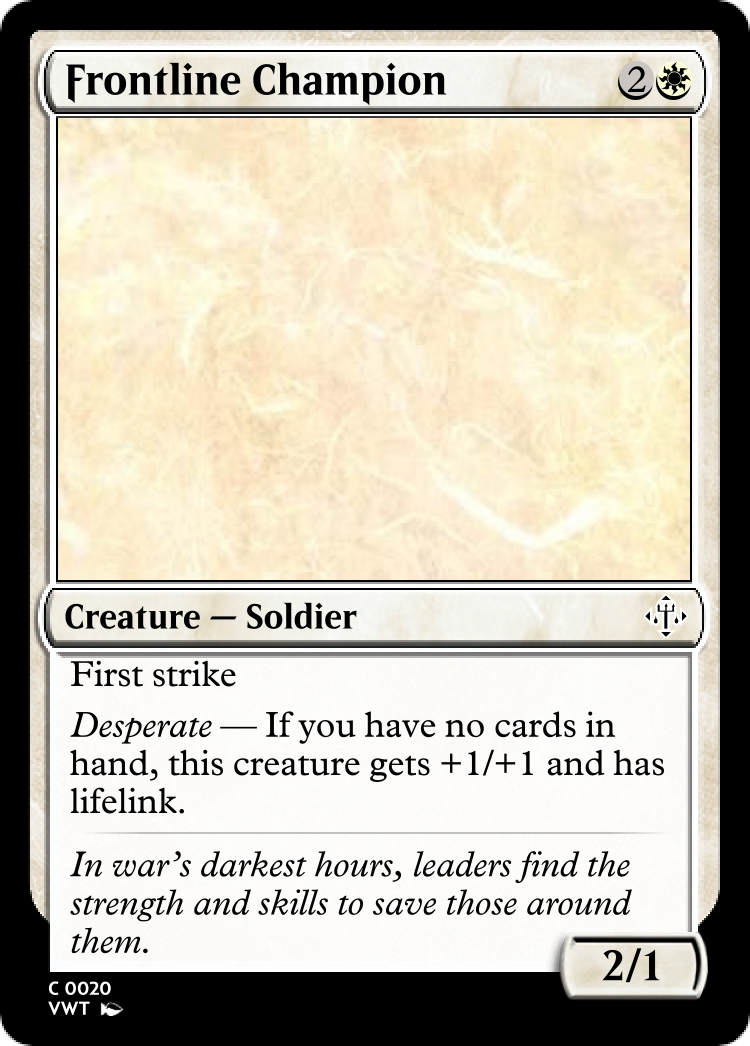 Frontline Champion 2
Creature — Soldier
First strike
Desperate — If you have no cards in
hand, this creature gets +1/+1 and has
lifelink.
In war’s darkest hours, leaders find the
strength and skills to save those around
them.
2/1
C 0020
VWT